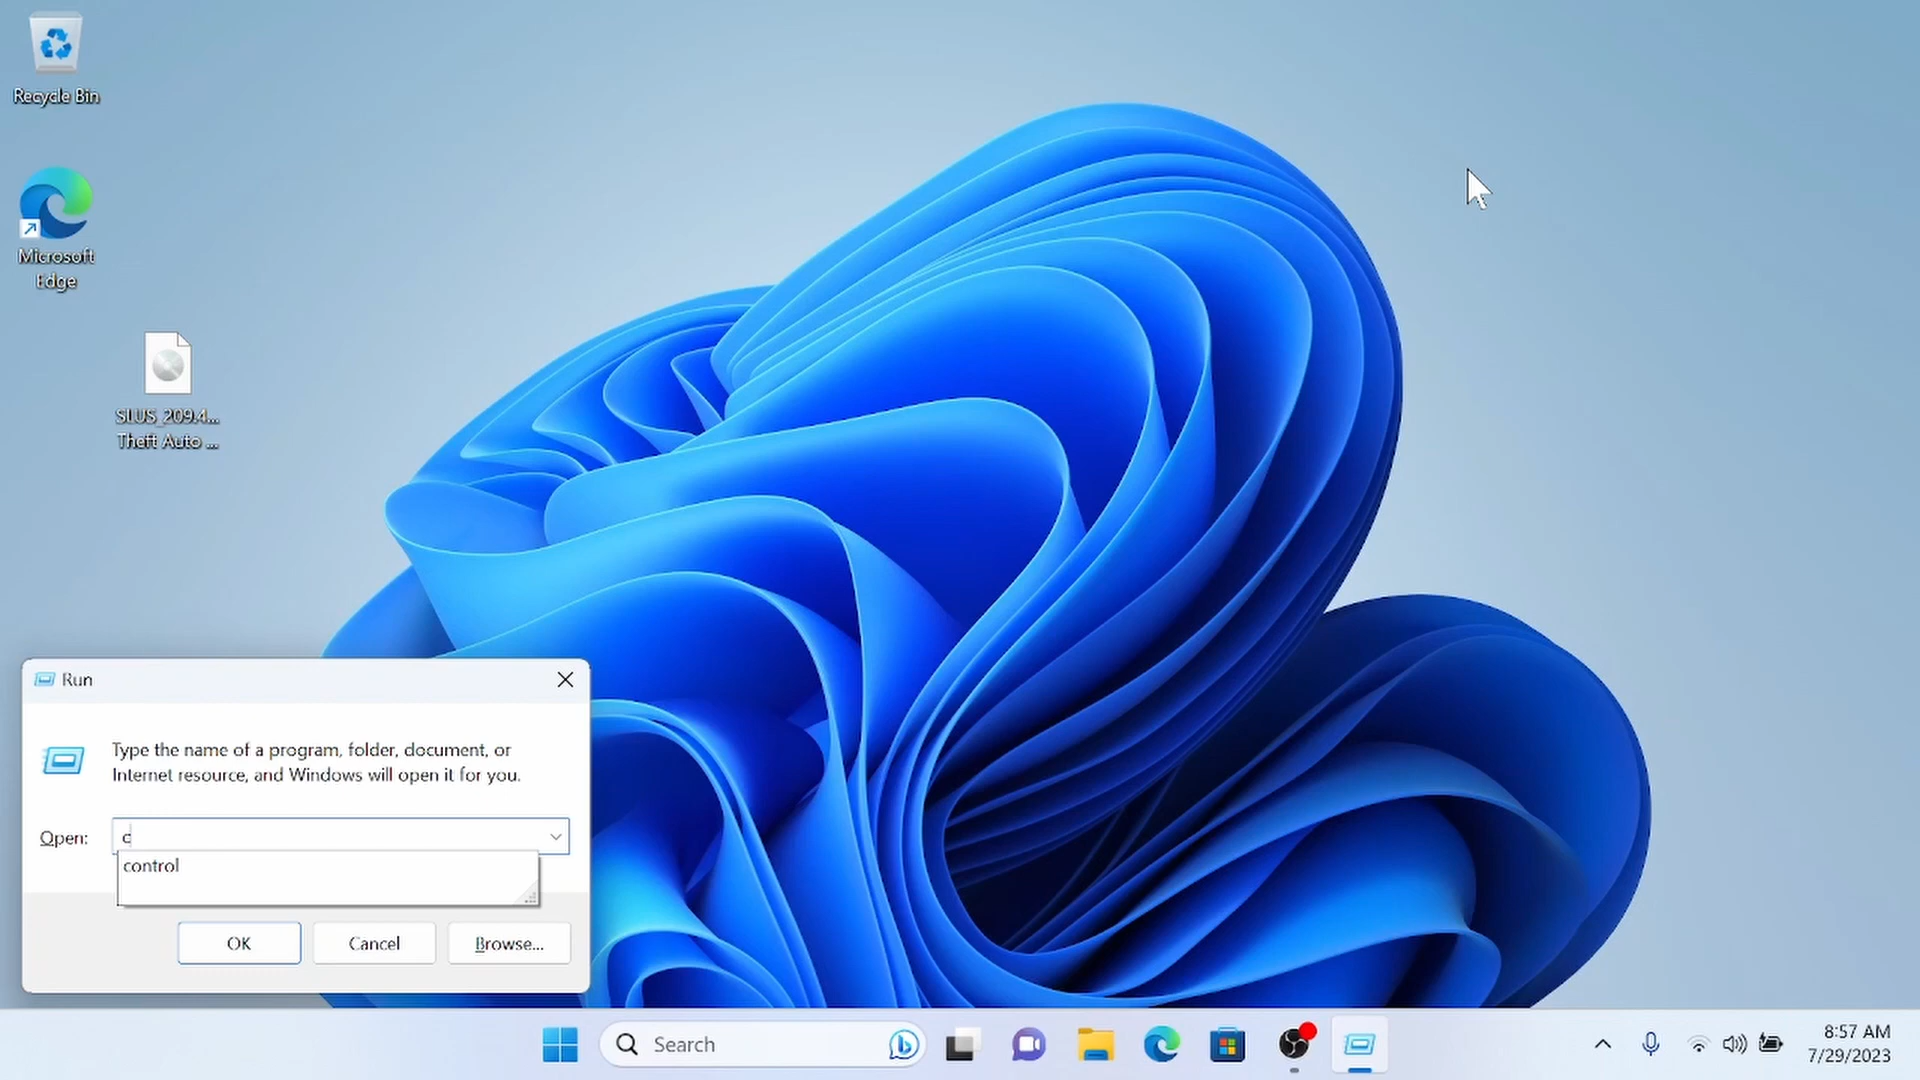 Recycle Bin
Microsoft
Edge
SLUS_209.4...
Theft Auto ...
Run
Type the name of a program, folder, document, or
Internet resource, and Windows will open it for you.
Open: c
control
OK Cancel Browse...
Search
8:57 AM
7/29/2023